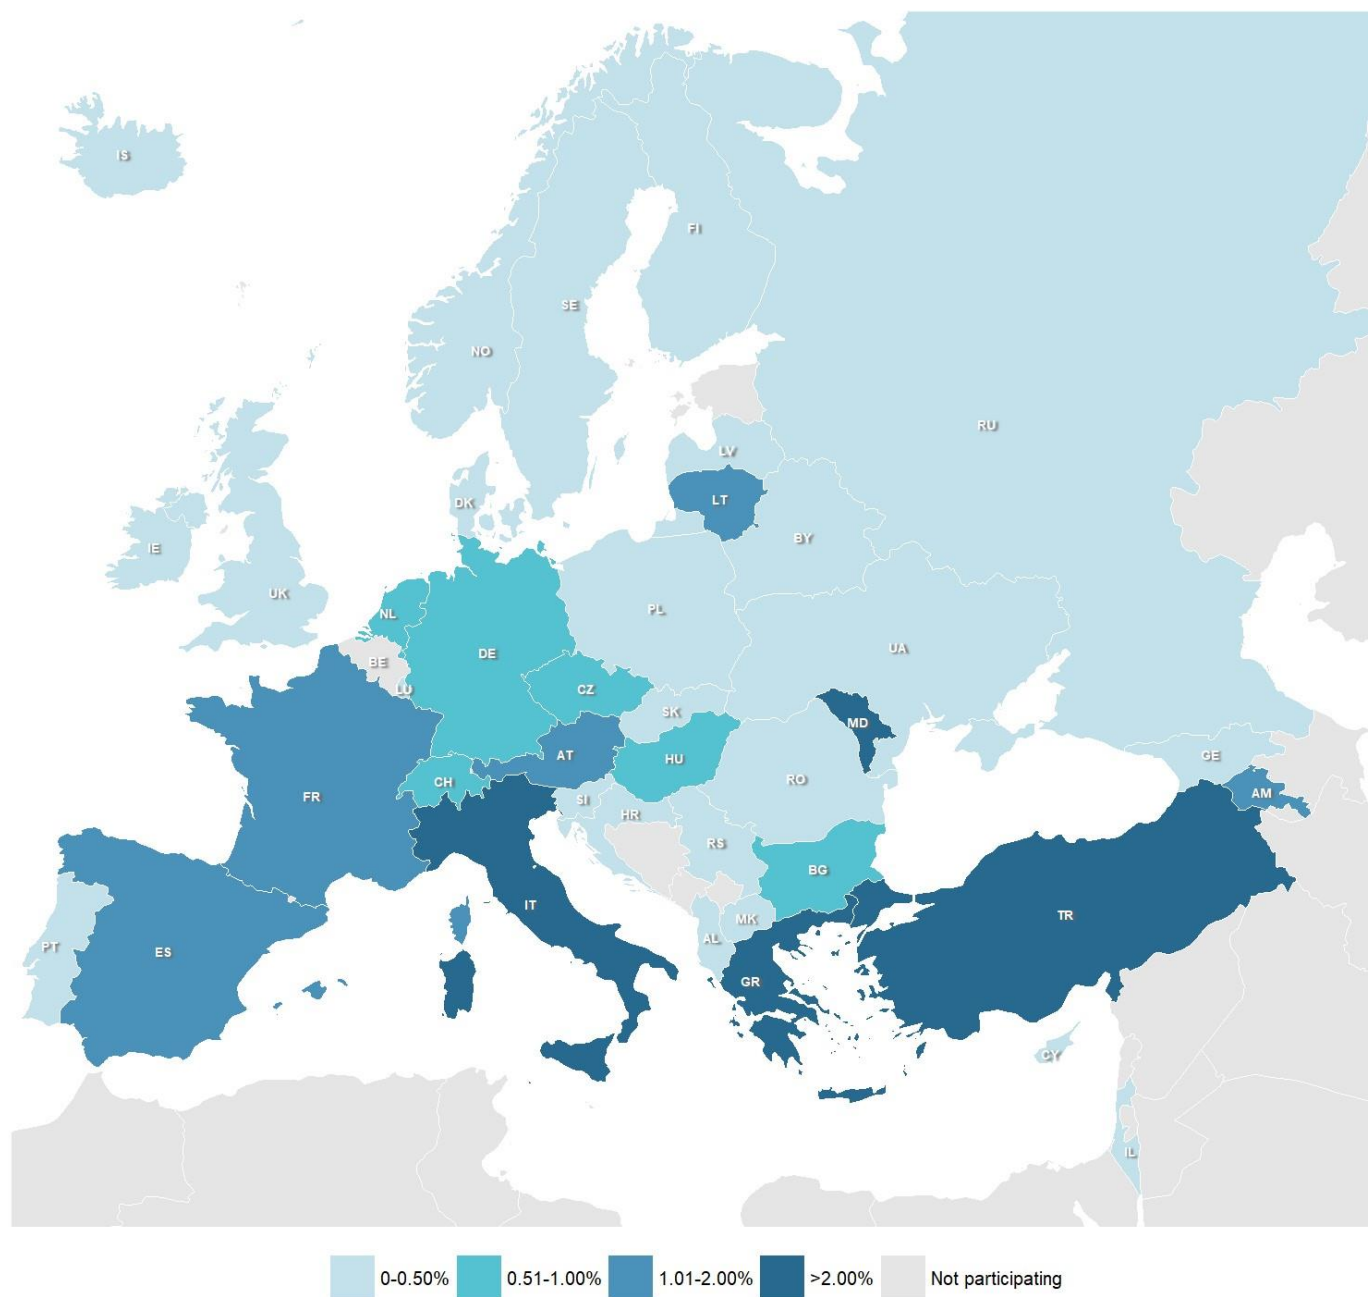 IS
FI
SE
NO
RU
LV
LT
DK
BY
IE
UK
PL
NL
DE
UA
BE
LU
CZ
SK
MD
AT
HU
GE
CH
RO
AM
FR
SI
HR
RS
BG
IT
TR
MK
AL
PT
ES
GR
CY
IL
0-0.50% 0.51-1.00% 1.01-2.00% >2.00% Not participating